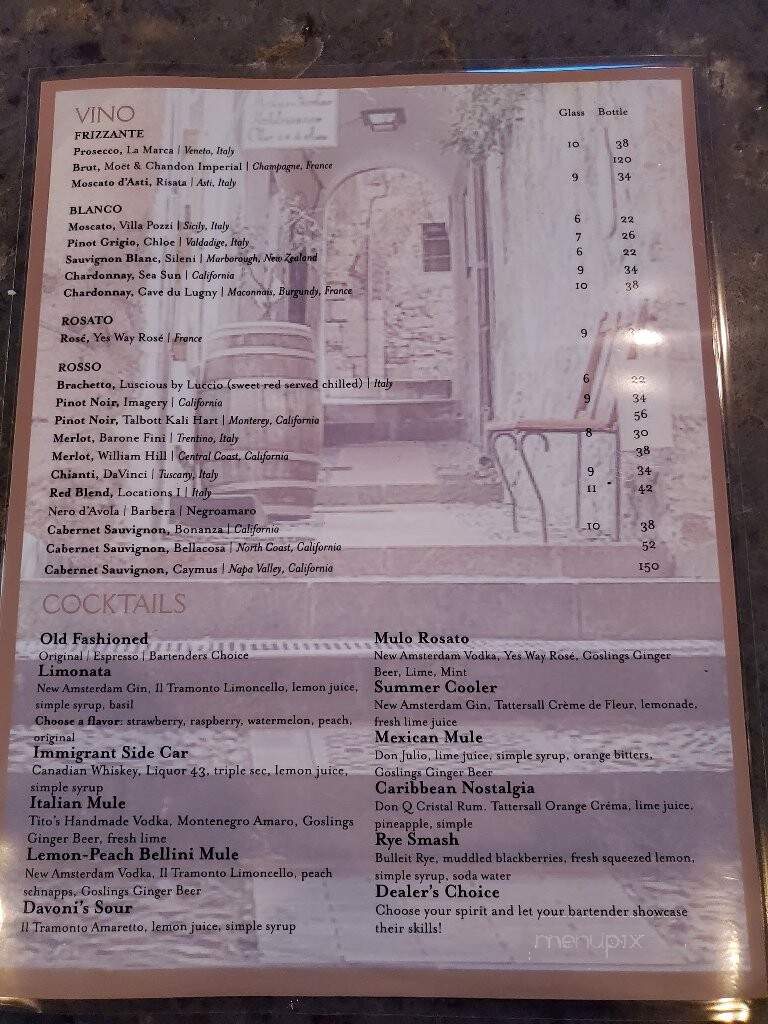 VINO
Glass Bottle
FRIZZANTE
Prosecco, La Marca | Veneto, Italy 10 38
Brut, Moët & Chandon Imperial | Champagne, France 120
Moscato d'Asti, Risata | Asti, Italy 9 34
BLANCO
Moscato, Villa Pozzi | Sicily, Italy 6 22
Pinot Grigio, Chloe | Valdadige, Italy 7 26
Sauvignon Blanc, Sileni | Marborough, New Zealand 6 22
Chardonnay, Sea Sun | California 9 34
Chardonnay, Cave du Lugny | Maconnais, Burgundy, France 10 38
ROSATO
Rosé, Yes Way Rosé | France 9
ROSSO
Brachetto, Luscious by Luccio (sweet red served chilled) | Italy 6 22
Pinot Noir, Imagery | California 9 34
Pinot Noir, Talbott Kali Hart | Monterey, California 56
Merlot, Barone Fini | Trentino, Italy 8 30
Merlot, William Hill | Central Coast, California 38
Chianti, DaVinci | Tuscany, Italy 9 34
Red Blend, Locations I | Italy 11 42
Nero d'Avola | Barbera | Negroamaro
Cabernet Sauvignon, Bonanza | California 10 38
Cabernet Sauvignon, Bellacosa | North Coast, California 52
Cabernet Sauvignon, Caymus | Napa Valley, California 150
COCKTAILS
Old Fashioned
Original | Espresso | Bartenders Choice
Limonata
New Amsterdam Gin, Il Tramonto Limoncello, lemon juice,
simple syrup, basil
Choose a flavor: strawberry, raspberry, watermelon, peach,
original
Immigrant Side Car
Canadian Whiskey, Liquor 43, triple sec, lemon juice,
simple syrup
Italian Mule
Tito's Handmade Vodka, Montenegro Amaro, Goslings
Ginger Beer, fresh lime
Lemon-Peach Bellini Mule
New Amsterdam Vodka, Il Tramonto Limoncello, peach
schnapps, Goslings Ginger Beer
Davoni's Sour
Il Tramonto Amaretto, lemon juice, simple syrup
Mulo Rosato
New Amsterdam Vodka, Yes Way Rosé, Goslings Ginger
Beer, Lime, Mint
Summer Cooler
New Amsterdam Gin, Tattersall Crème de Fleur, lemonade,
fresh lime juice
Mexican Mule
Don Julio, lime juice, simple syrup, orange bitters,
Goslings Ginger Beer
Caribbean Nostalgia
Don Q Cristal Rum, Tattersall Orange Créma, lime juice,
pineapple, simple
Rye Smash
Bulleit Rye, muddled blackberries, fresh squeezed lemon,
simple syrup, soda water
Dealer's Choice
Choose your spirit and let your bartender showcase
their skills!
menupix